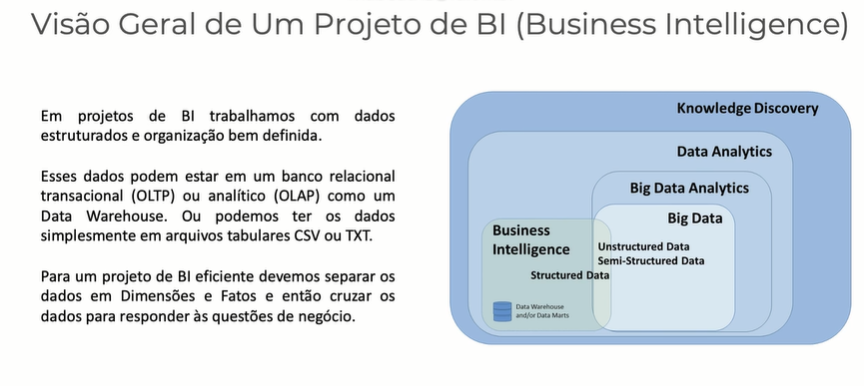 Visão Geral de Um Projeto de BI (Business Intelligence)
Em projetos de BI trabalhamos com dados
estruturados e organização bem definida.
Esses dados podem estar em um banco relacional
transacional (OLTP) ou analítico (OLAP) como um
Data Warehouse. Ou podemos ter os dados
simplesmente em arquivos tabulares CSV ou TXT.
Para um projeto de BI eficiente devemos separar os
dados em Dimensões e Fatos e então cruzar os
dados para responder às questões de negócio.
Knowledge Discovery
Data Analytics
Big Data Analytics
Big Data
Business
Intelligence
Unstructured Data
Semi-Structured Data
Structured Data
Data Warehouse
and/or Data Marts